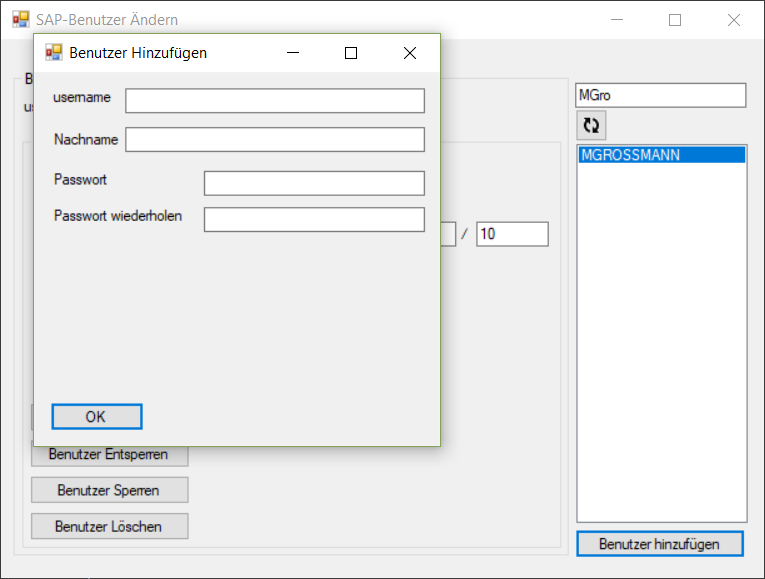 SAP-Benutzer Ändern
Benutzer Hinzufügen
username
Nachname
Passwort
Passwort wiederholen
OK
/ 10
Benutzer Entsperren
Benutzer Sperren
Benutzer Löschen
MGro
MGROSSMANN
Benutzer hinzufügen